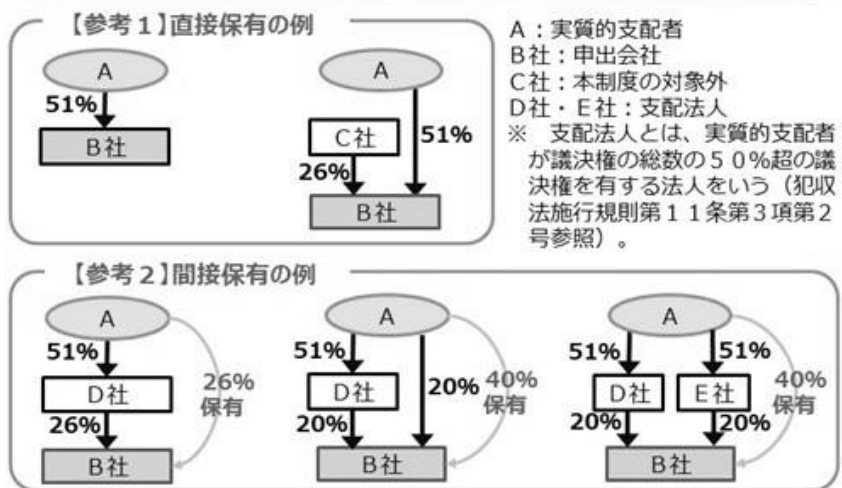 【参考1】直接保有の例
A
51%
B社
A
C社
51%
26%
B社
A：実質的支配者
B社：申出会社
C社：本制度の対象外
D社・E社：支配法人
※ 支配法人とは、実質的支配者
が議決権の総数の50%超の議
決権を有する法人をいう（犯収
法施行規則第11条第3項第2
号参照）。
【参考2】間接保有の例
A
51%
D社
26%
保有
26%
B社
A
51%
D社
20%
40%
保有
20%
B社
A
51%
51%
D社
E社
40%
保有
20%
20%
B社